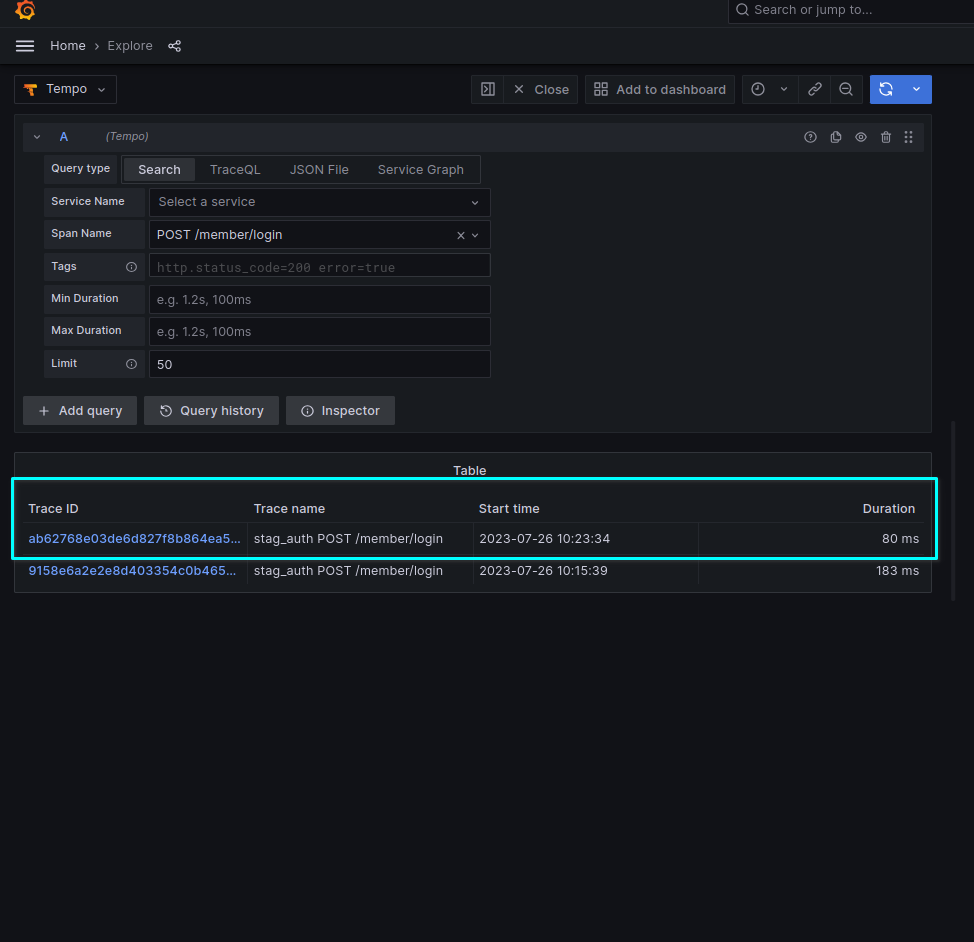 Search or jump to...
Home › Explore
Tempo
Close
Add to dashboard
A (Tempo)
Query type Search TraceQL JSON File Service Graph
Service Name Select a service
Span Name POST /member/login
Tags http.status_code=200 error=true
Min Duration e.g. 1.2s, 100ms
Max Duration e.g. 1.2s, 100ms
Limit 50
+ Add query Query history Inspector
Table
Trace ID Trace name Start time Duration
ab62768e03de6d827f8b864ea5... stag_auth POST /member/login 2023-07-26 10:23:34 80 ms
9158e6a2e2e8d403354c0b465... stag_auth POST /member/login 2023-07-26 10:15:39 183 ms